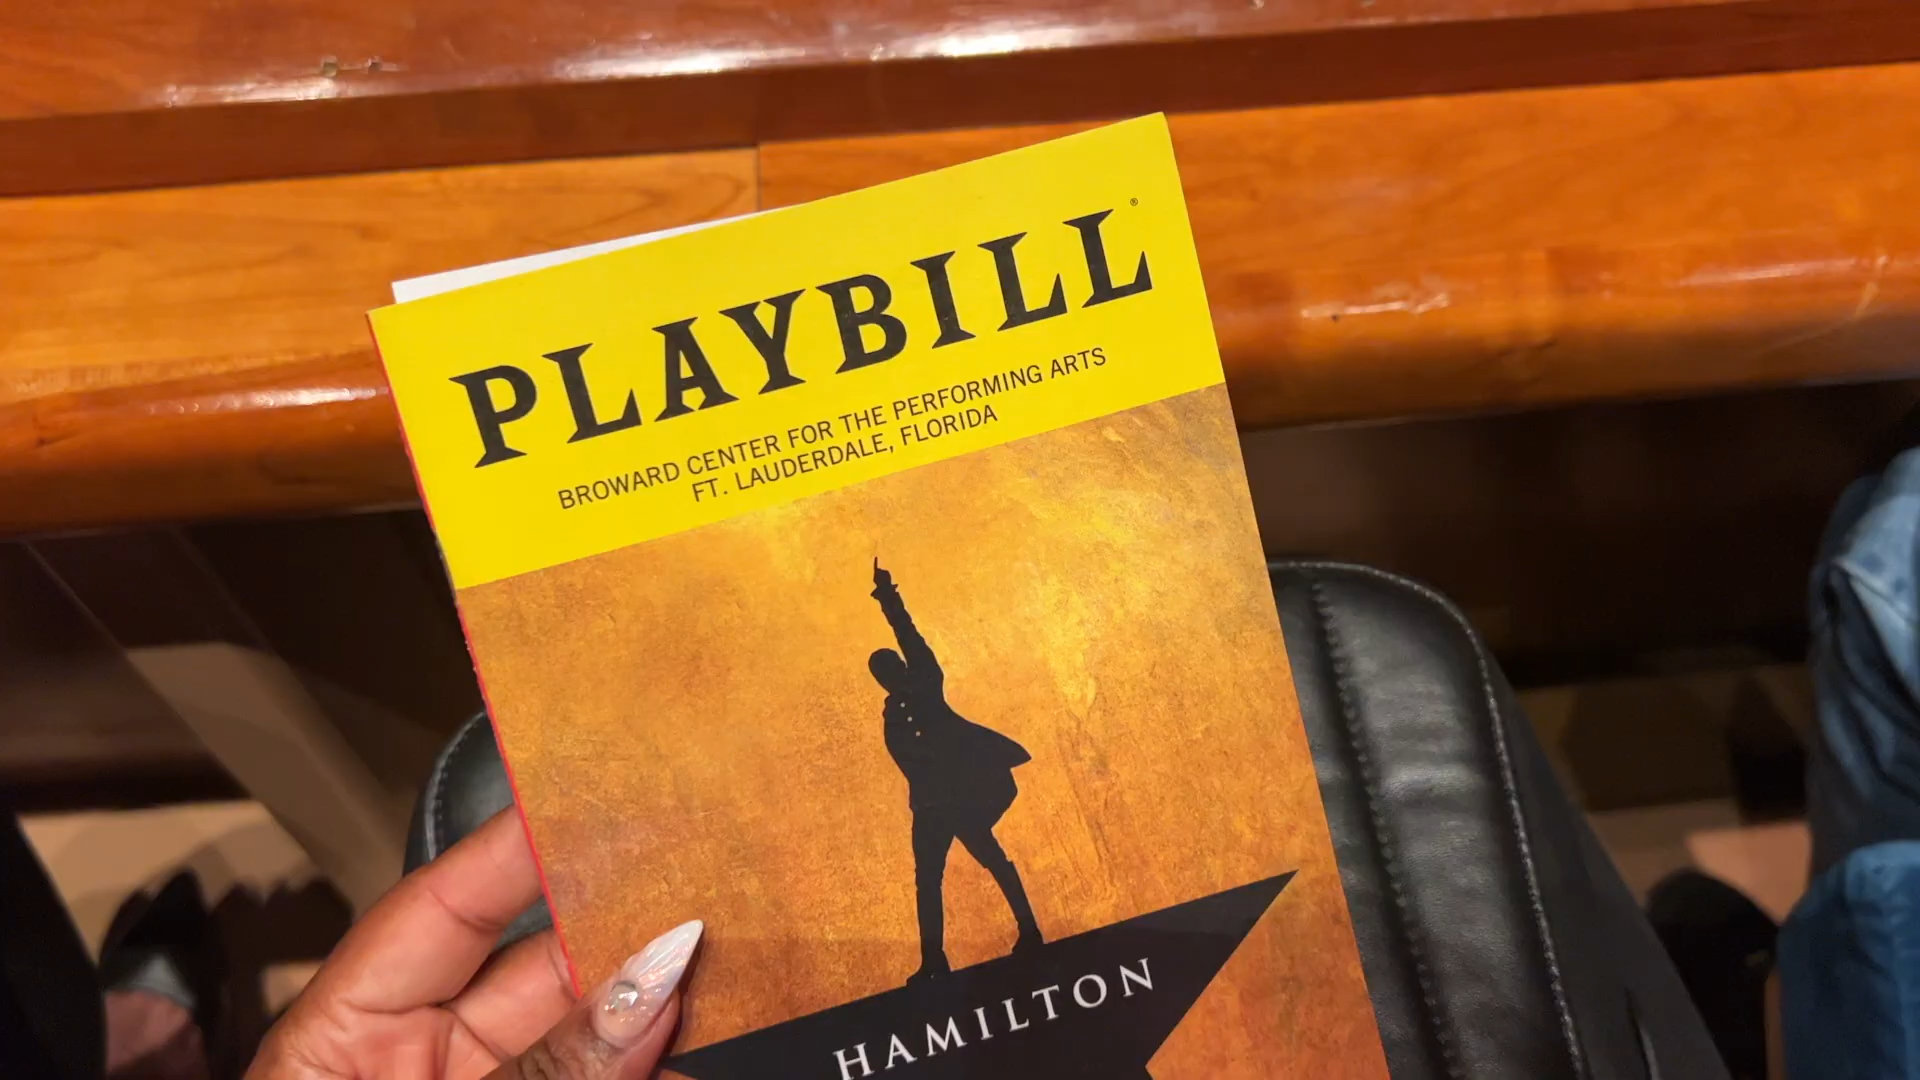 PLAYBILL®
BROWARD CENTER FOR THE PERFORMING ARTS
FT. LAUDERDALE, FLORIDA
HAMILTON